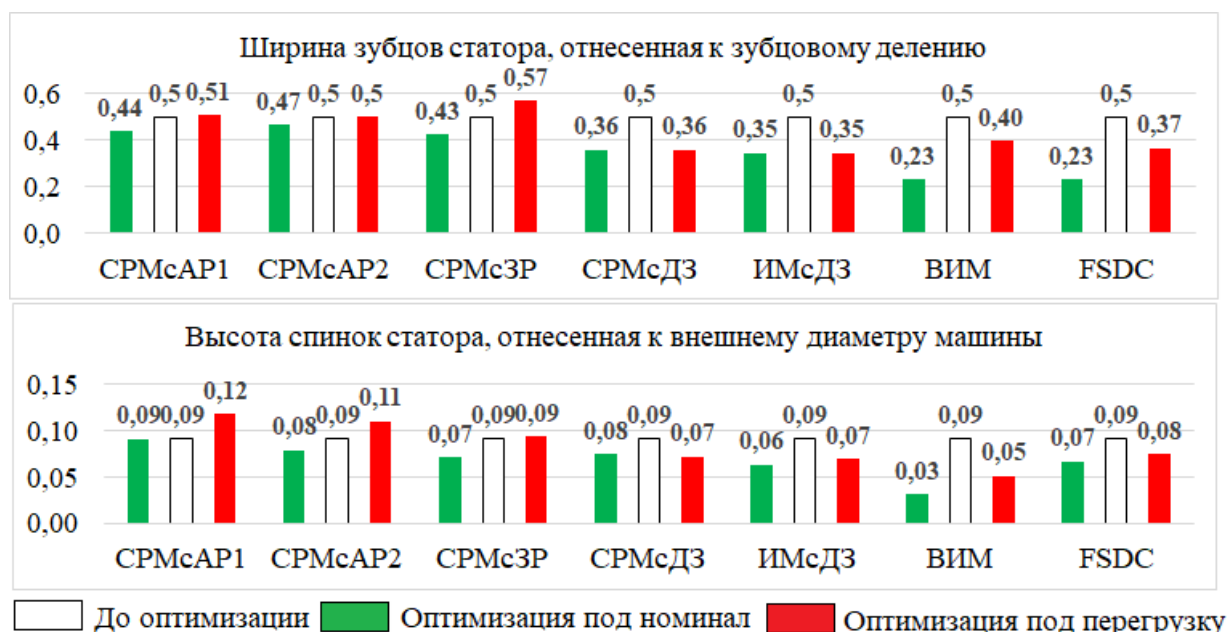 Ширина зубцов статора, отнесенная к зубцовому делению
0,6
0,4
0,2
0,0
0,44 0,5 0,51 0,47 0,5 0,5 0,43 0,5 0,57 0,36 0,5 0,36 0,35 0,5 0,35 0,23 0,5 0,40 0,23 0,5 0,37
СРМсАР1 СРМсАР2 СРМсЗР СРМсДЗ ИМсДЗ ВИМ FSDC
Высота спинок статора, отнесенная к внешнему диаметру машины
0,15
0,10
0,05
0,00
0,09 0,09 0,12 0,08 0,09 0,11 0,07 0,09 0,09 0,08 0,09 0,07 0,06 0,09 0,07 0,03 0,09 0,05 0,07 0,09 0,08
СРМсАР1 СРМсАР2 СРМсЗР СРМсДЗ ИМсДЗ ВИМ FSDC
До оптимизации Оптимизация под номинал Оптимизация под перегрузку